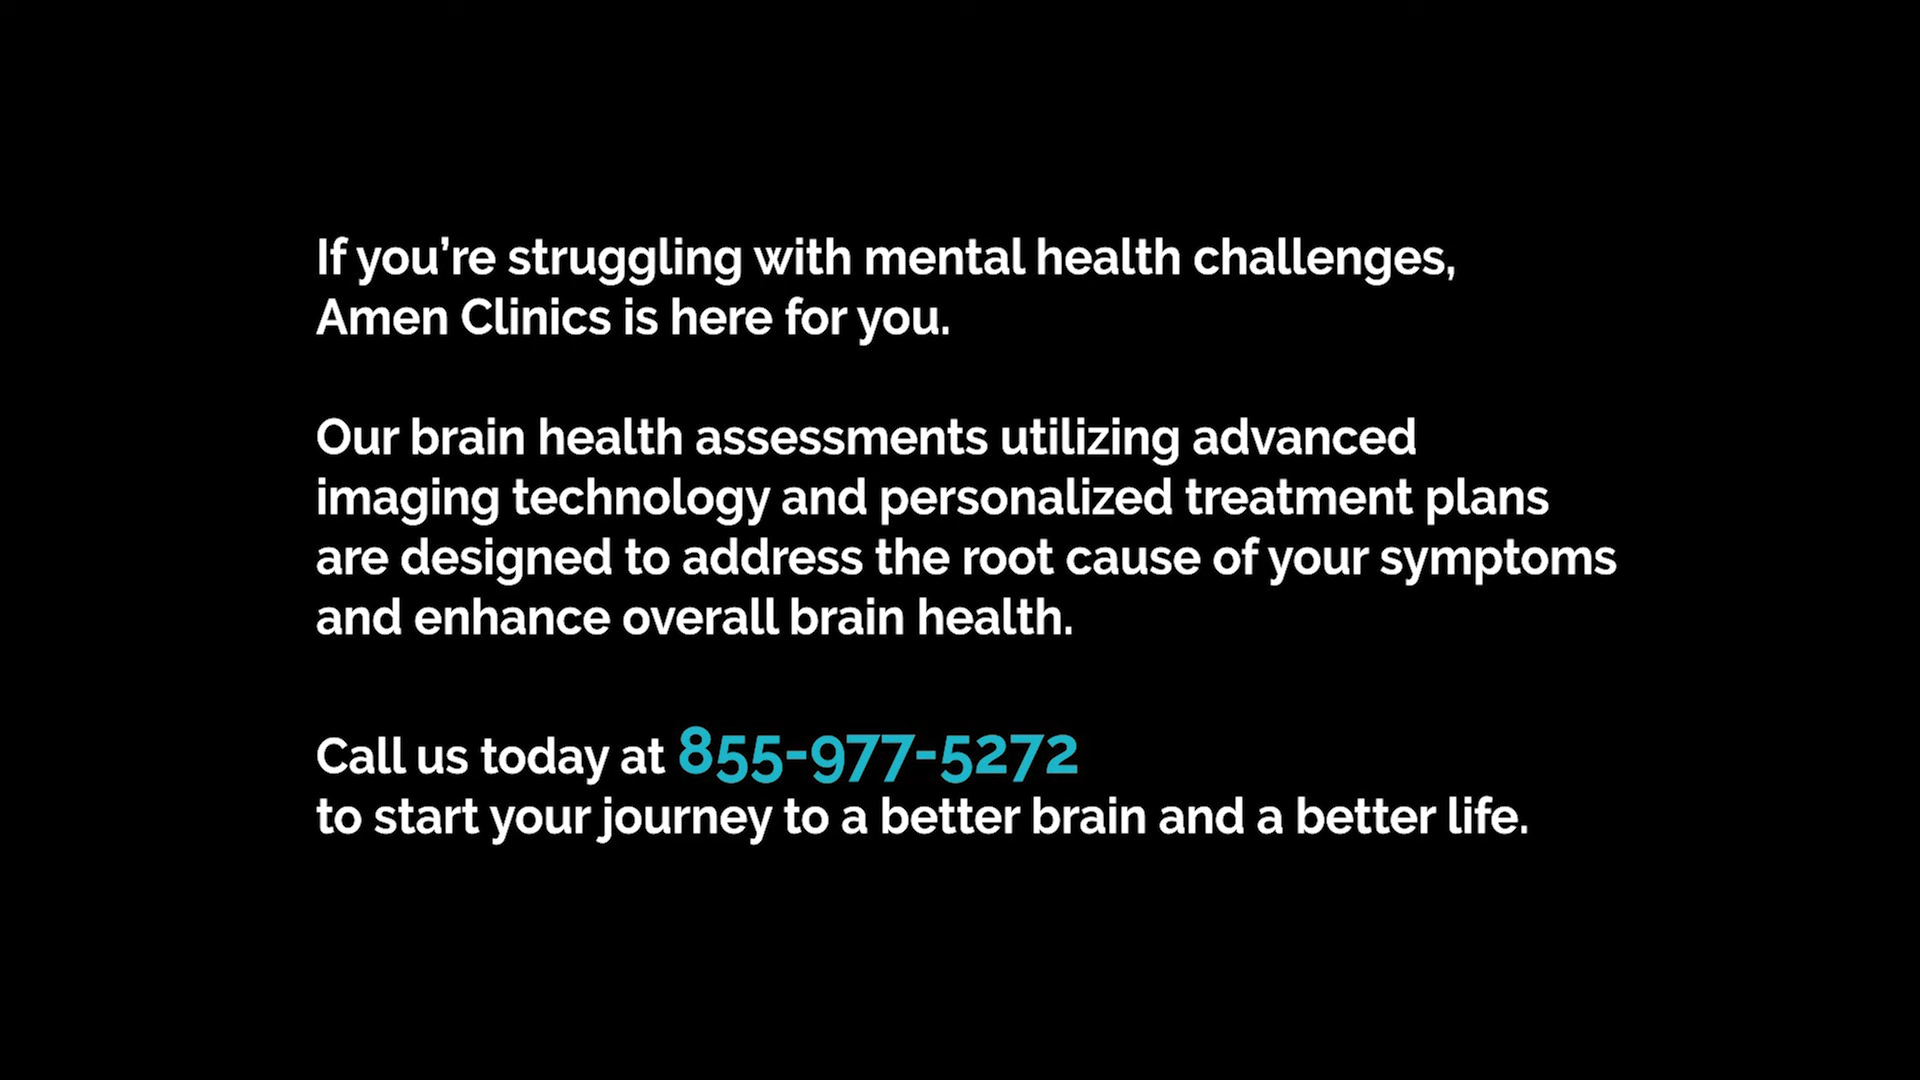 If you’re struggling with mental health challenges,
Amen Clinics is here for you.
Our brain health assessments utilizing advanced
imaging technology and personalized treatment plans
are designed to address the root cause of your symptoms
and enhance overall brain health.
Call us today at 855-977-5272
to start your journey to a better brain and a better life.